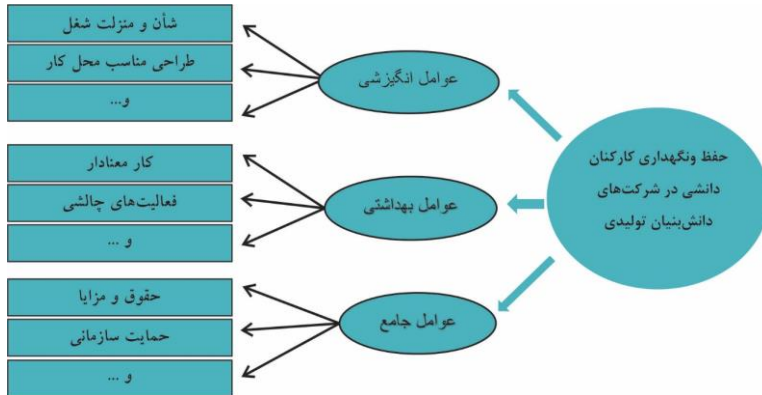 حفظ ونگهداری کارکنان
دانشی در شرکت‌های
دانش‌بنیان تولیدی
عوامل انگیزشی
شأن و منزلت شغل
طراحی مناسب محل کار
و...
عوامل بهداشتی
کار معنادار
فعالیت‌های چالشی
و ...
عوامل جامع
حقوق و مزایا
حمایت سازمانی
و ...